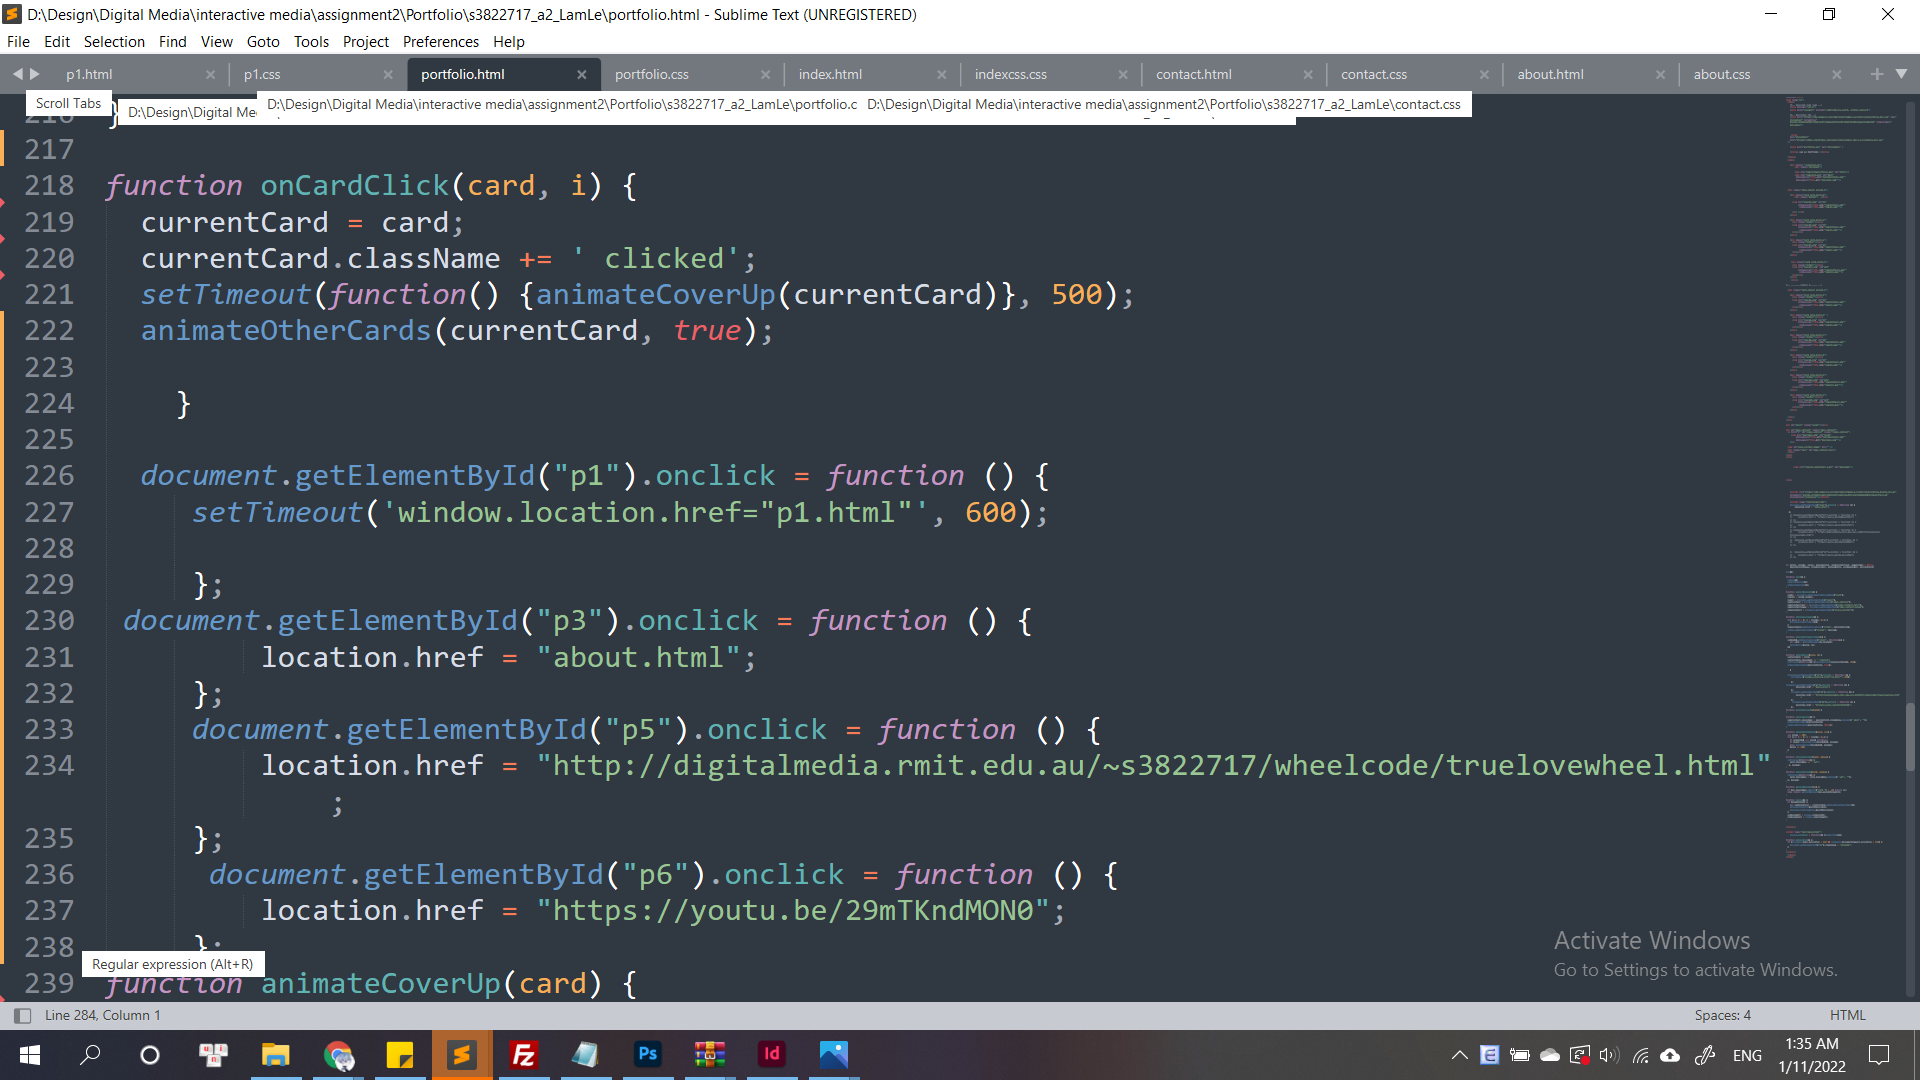 D:\Design\Digital Media\interactive media\assignment2\Portfolio\s3822717_a2_LamLe\portfolio.html - Sublime Text (UNREGISTERED)
File Edit Selection Find View Goto Tools Project Preferences Help
p1.html p1.css portfolio.html portfolio.css index.html indexcss.css contact.html contact.css about.html about.css
Scroll Tabs
D:\Design\Digital Me
D:\Design\Digital Media\interactive media\assignment2\Portfolio\s3822717_a2_LamLe\portfolio.c
D:\Design\Digital Media\interactive media\assignment2\Portfolio\s3822717_a2_LamLe\contact.css
216 }
217
218 function onCardClick(card, i) {
219 currentCard = card;
220 currentCard.className += ' clicked';
221 setTimeout(function() {animateCoverUp(currentCard)}, 500);
222 animateOtherCards(currentCard, true);
223
224 }
225
226 document.getElementById("p1").onclick = function () {
227 setTimeout('window.location.href="p1.html"', 600);
228
229 };
230 document.getElementById("p3").onclick = function () {
231 location.href = "about.html";
232 };
233 document.getElementById("p5").onclick = function () {
234 location.href = "http://digitalmedia.rmit.edu.au/~s3822717/wheelcode/truelovewheel.html"
;
235 };
236 document.getElementById("p6").onclick = function () {
237 location.href = "https://youtu.be/29mTKndMON0";
238 };
Regular expression (Alt+R)
239 function animateCoverUp(card) {
Activate Windows
Go to Settings to activate Windows.
Line 284, Column 1
Spaces: 4
HTML
ENG
1:35 AM
1/11/2022